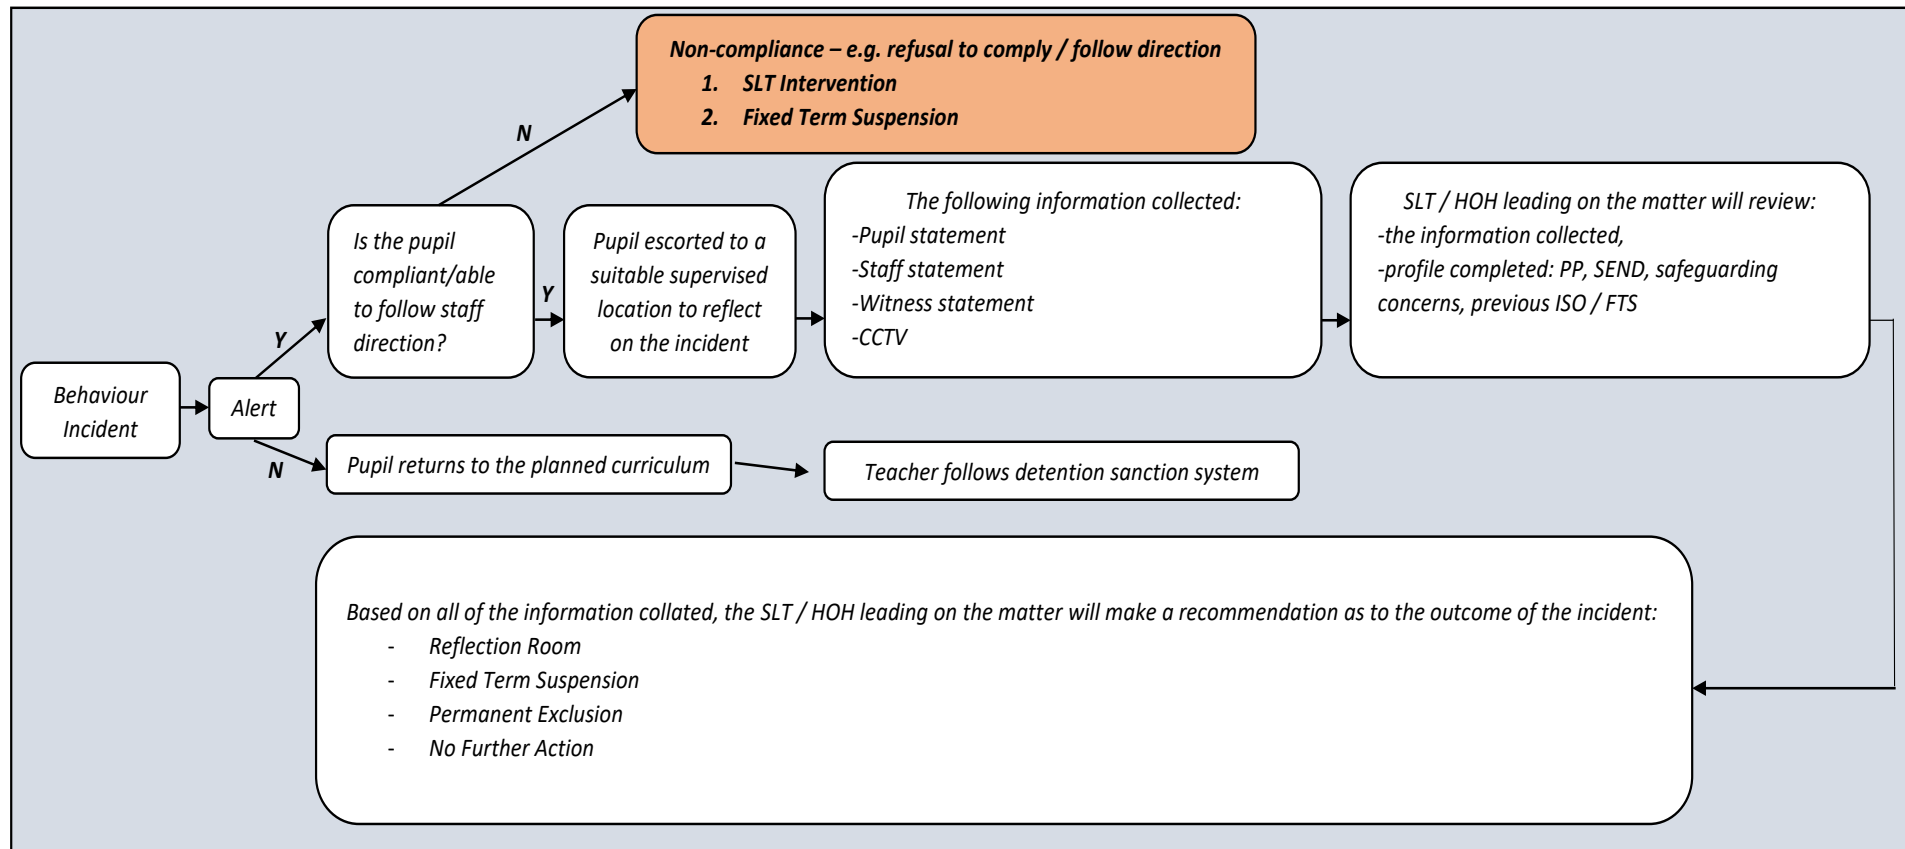 Non-compliance – e.g. refusal to comply / follow direction
1. SLT Intervention
2. Fixed Term Suspension
N
Is the pupil
compliant/able
to follow staff
direction?
Y
Pupil escorted to a
suitable supervised
location to reflect
on the incident
The following information collected:
-Pupil statement
-Staff statement
-Witness statement
-CCTV
SLT / HOH leading on the matter will review:
-the information collected,
-profile completed: PP, SEND, safeguarding
concerns, previous ISO / FTS
Y
Behaviour
Incident
Alert
N
Pupil returns to the planned curriculum
Teacher follows detention sanction system
Based on all of the information collated, the SLT / HOH leading on the matter will make a recommendation as to the outcome of the incident:
- Reflection Room
- Fixed Term Suspension
- Permanent Exclusion
- No Further Action